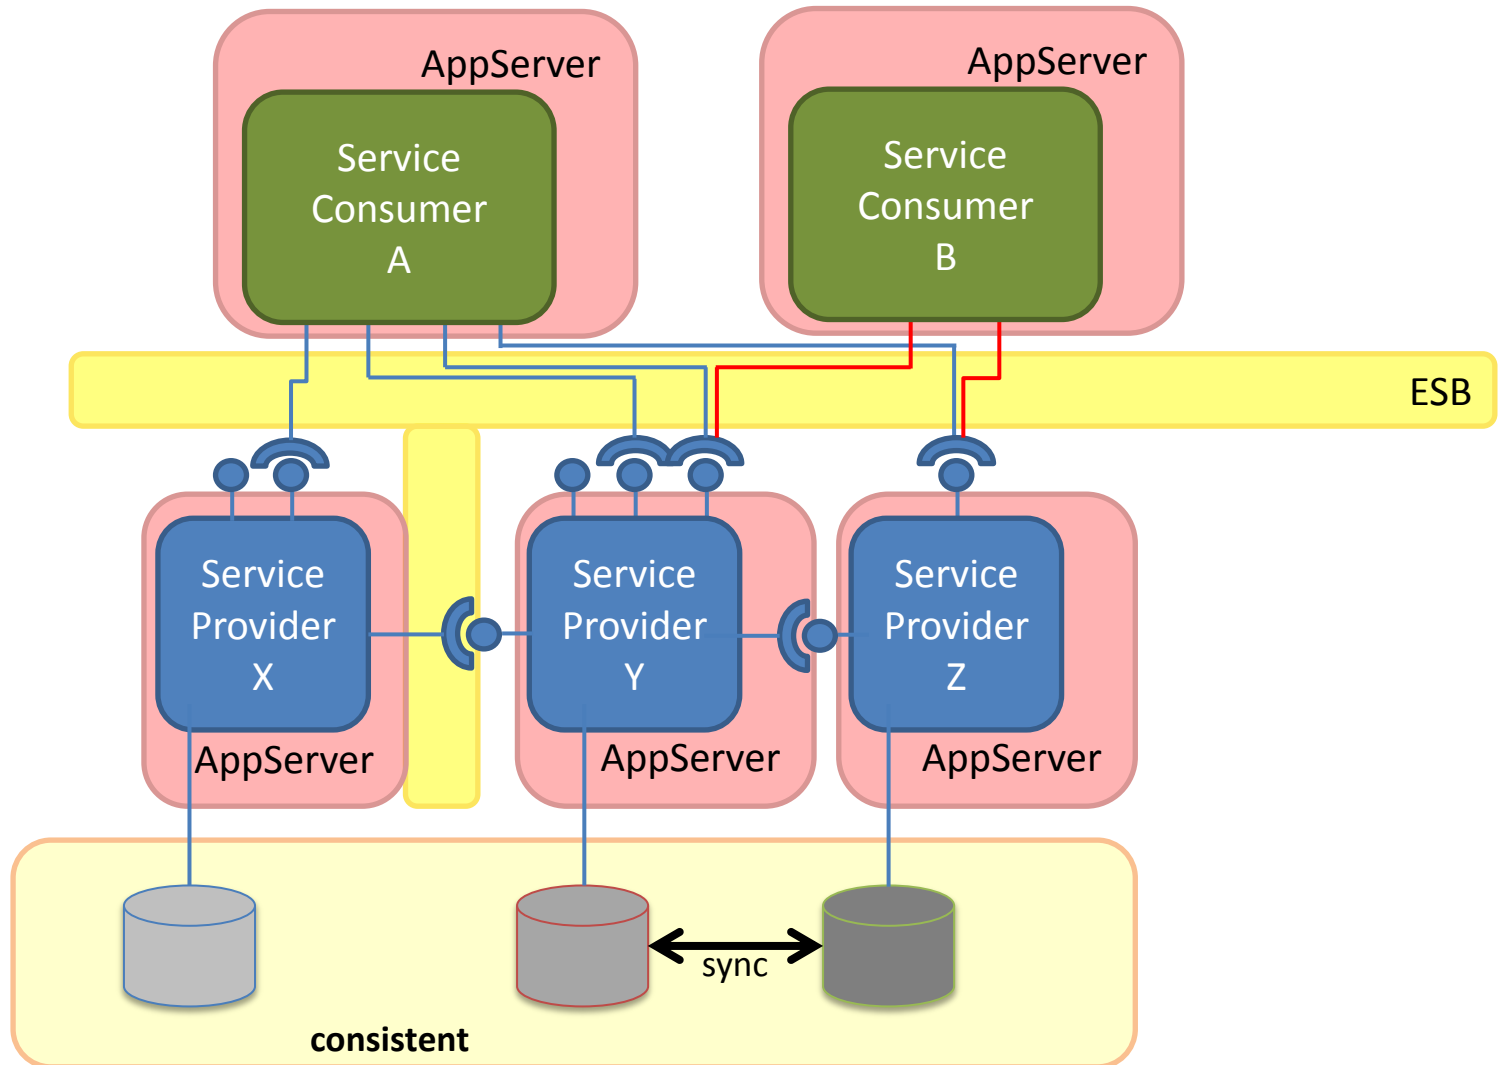 AppServer
Service
Consumer
A
AppServer
Service
Consumer
B
ESB
Service
Provider
X
AppServer
Service
Provider
Y
AppServer
Service
Provider
Z
AppServer
sync
consistent